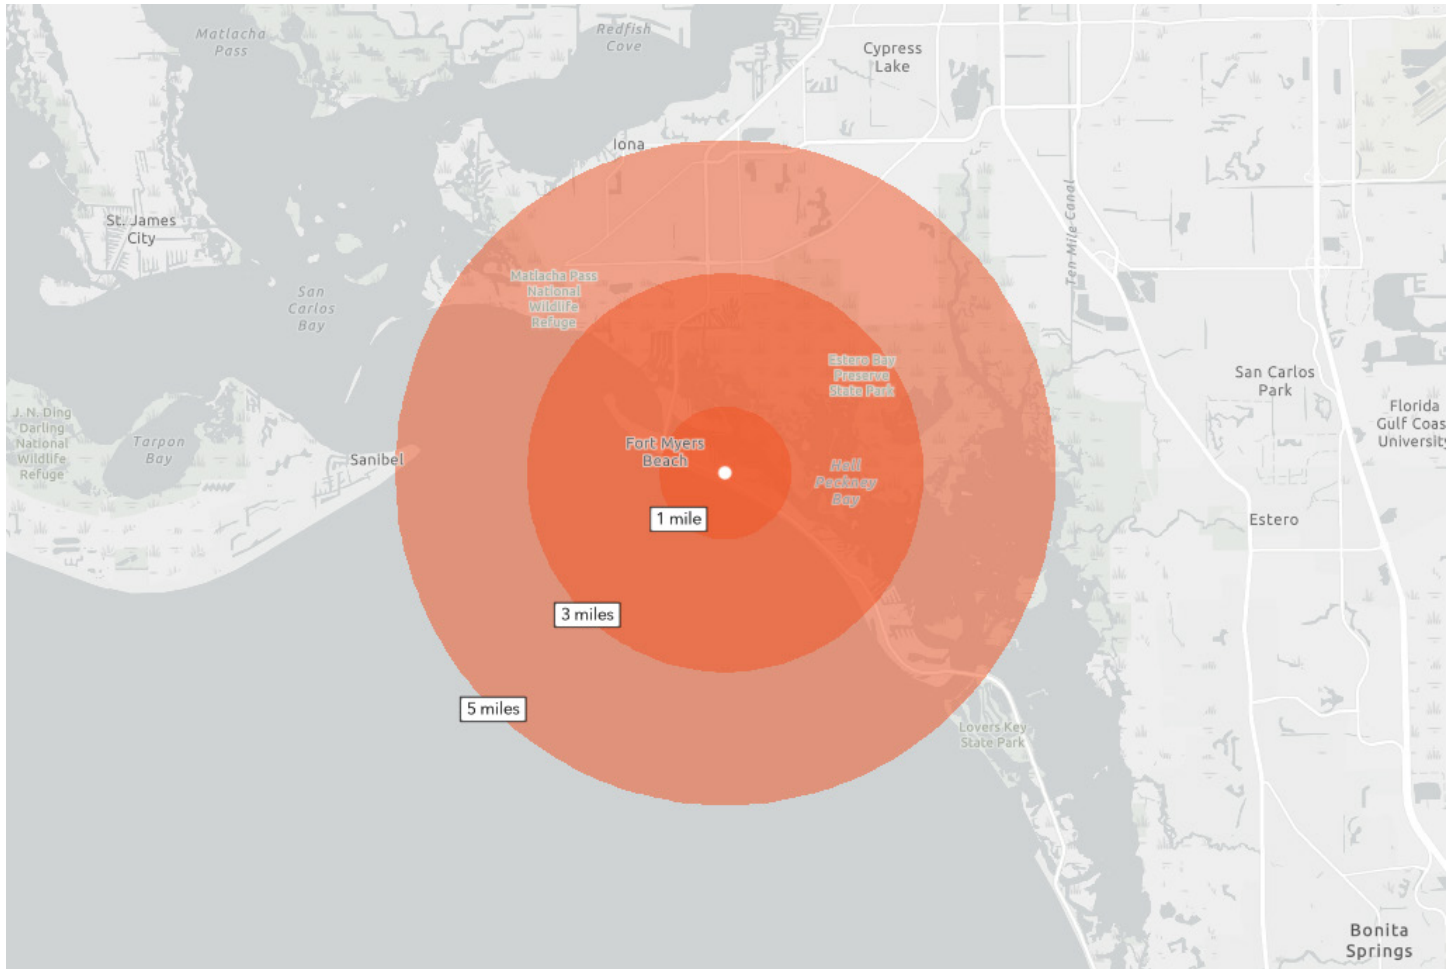 Matlacha
Pass
Redfish
Cove
Cypress
Lake
Iona
St. James
City
Ten Mile Canal
San
Carlos
Bay
Matlacha Pass
National
Wildlife
Refuge
Estero Bay
Preserve
State Park
San Carlos
Park
Florida
Gulf Coas
University
J. N. Ding
Darling
National
Wildlife
Refuge
Tarpon
Bay
Sanibel
Fort Myers
Beach
Hell
Peckney
Bay
1 mile
Estero
3 miles
5 miles
Lovers Key
State Park
Bonita
Springs